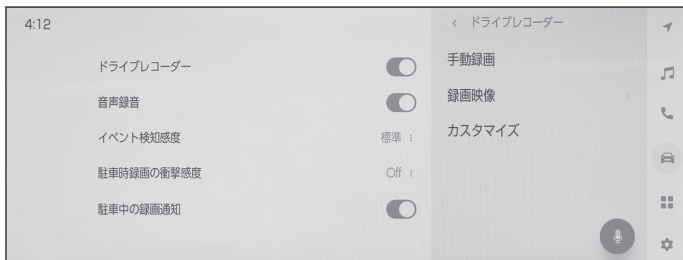 4:12
ドライブレコーダー
音声録音
イベント検知感度
標準
駐車時録画の衝撃感度
Off
駐車中の録画通知
ドライブレコーダー
手動録画
録画映像
カスタマイズ